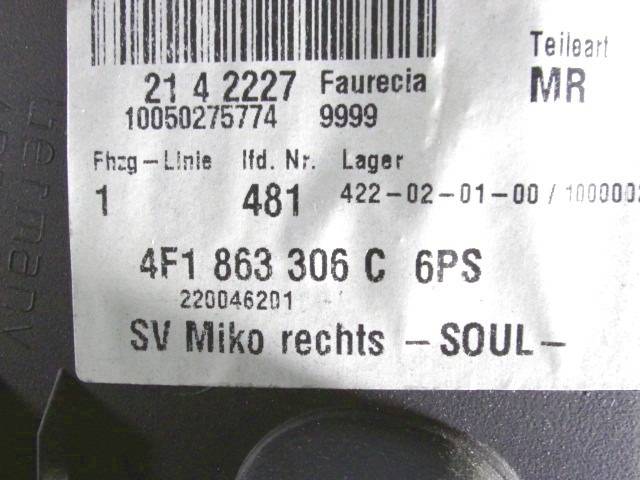 Teileart
21 4 2227 Faurecia MR
10050275774 9999
Fhzg-Linie lfd. Nr. Lager
1 481 422-02-01-00 /
4F1 863 306 C 6PS
220046201
SV Miko rechts -SOUL-
Germany